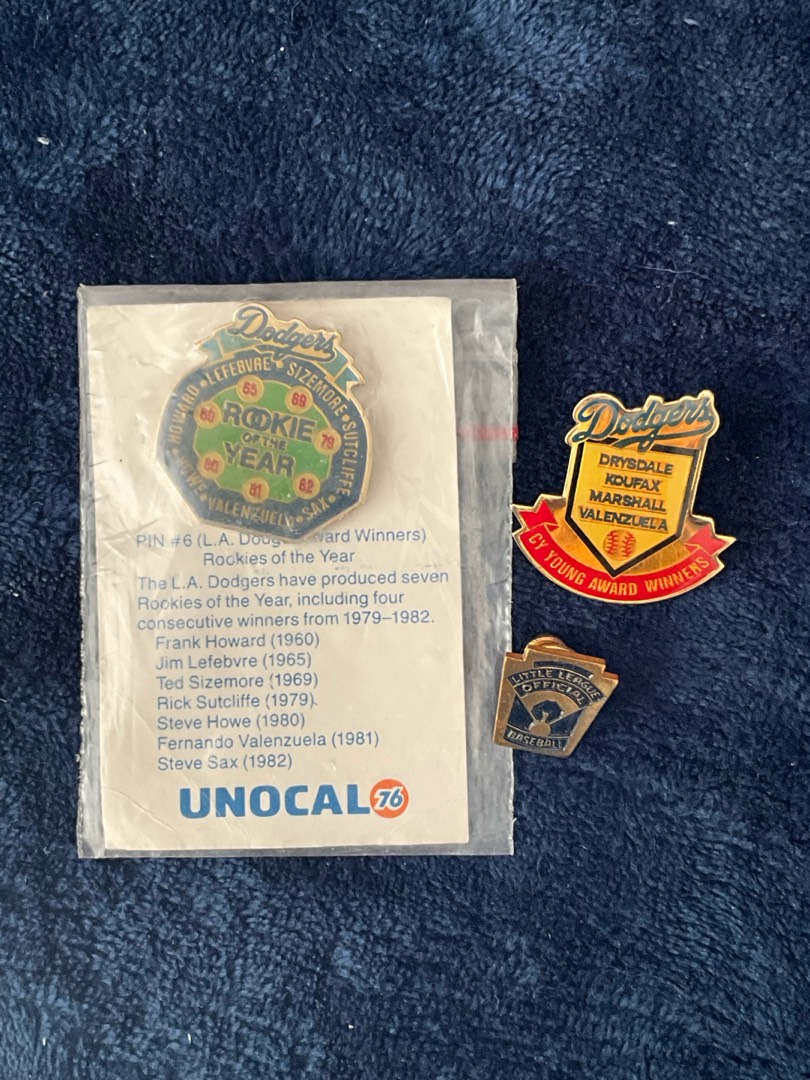 Dodgers
HOWARD • LEFEBVRE • SIZEMORE • SUTCLIFFE
HOWE • VALENZUELA • SAX •
65 69
60 79
80 81 82
ROOKIE
OF THE
YEAR
PIN #6 (L.A. Dodg ward Winners)
Rookies of the Year
The L.A. Dodgers have produced seven
Rookies of the Year, including four
consecutive winners from 1979–1982.
Frank Howard (1960)
Jim Lefebvre (1965)
Ted Sizemore (1969)
Rick Sutcliffe (1979)
Steve Howe (1980)
Fernando Valenzuela (1981)
Steve Sax (1982)
UNOCAL 76
Dodgers
DRYSDALE
KOUFAX
MARSHALL
VALENZUELA
CY YOUNG AWARD WINNERS
LITTLE LEAGUE
OFFICIAL
BASEBALL